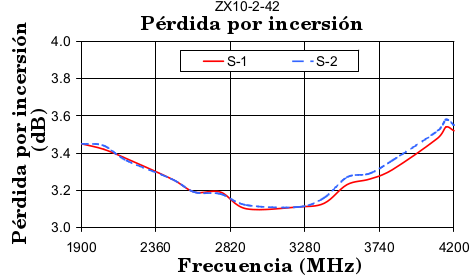 ZX10-2-42
Pérdida por incersión
S-1 S-2
Pérdida por incersión
(dB)
4.0
3.8
3.6
3.4
3.2
3.0
1900 2360 2820 3280 3740 4200
Frecuencia (MHz)